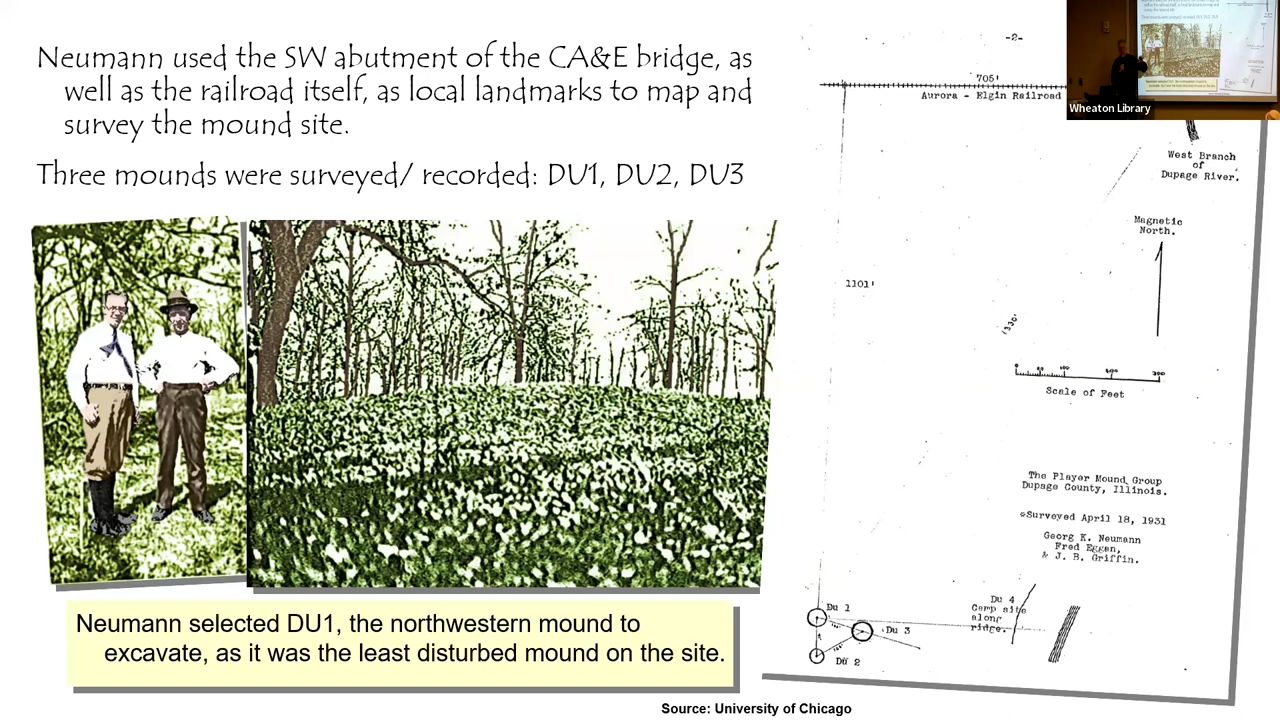 Neumann used the SW abutment of the CA&E bridge, as
well as the railroad itself, as local landmarks to map and
survey the mound site.
Three mounds were surveyed/ recorded: DU1, DU2, DU3
Neumann selected DU1, the northwestern mound to
excavate, as it was the least disturbed mound on the site.
Source: University of Chicago
-2-
705'
Aurora - Elgin Railroad
Wheaton Library
West Branch
of
Dupage River.
Magnetic
North.
1101'
1330'
Scale of Feet
The Player Mound Group
Dupage County, Illinois.
*Surveyed April 18, 1931
Georg K. Neumann
Fred Eggan,
& J. B. Griffin.
Du 1
Du 3
Du 2
Du 4
Camp site
along
ridge.